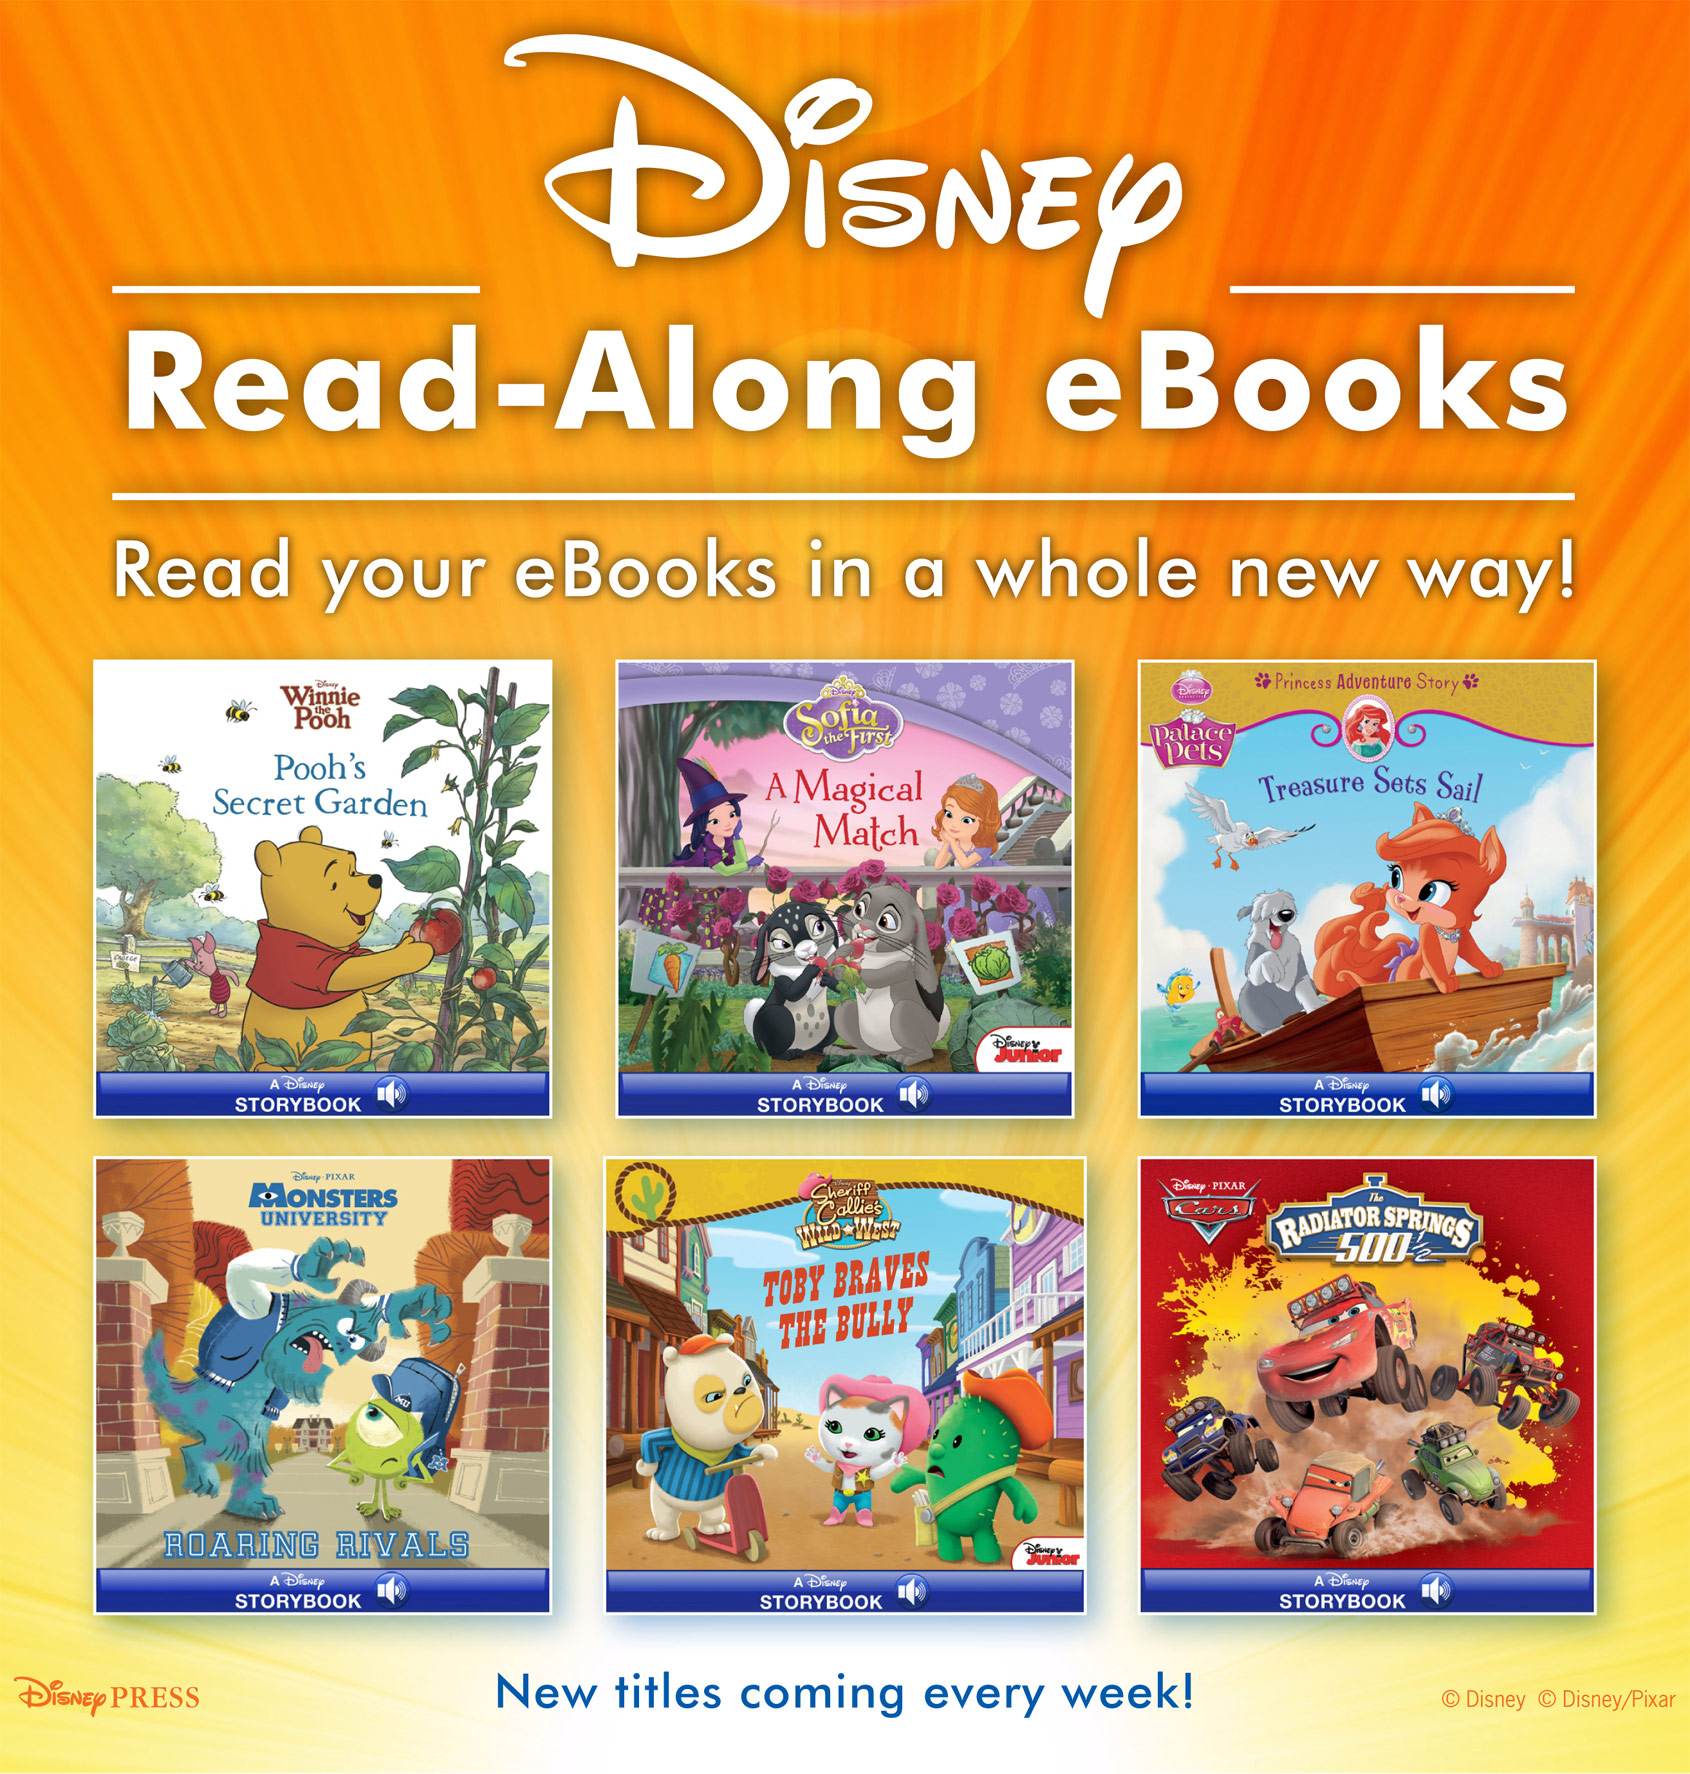 Disney
Read-Along eBooks
Read your eBooks in a whole new way!
Disney
Winnie
the
Pooh
Pooh's
Secret Garden
A Disney
STORYBOOK
Disney
Sofia
the First
A Magical
Match
Disney
Junior
A Disney
STORYBOOK
Disney
Princess Adventure Story
Palace
Pets
Treasure Sets Sail
A Disney
STORYBOOK
Disney · PIXAR
MONSTERS
UNIVERSITY
MU
ROARING RIVALS
A Disney
STORYBOOK
Disney
Sheriff
Callie's
WILD WEST
TOBY BRAVES
THE BULLY
Disney
Junior
A Disney
STORYBOOK
Disney · PIXAR
Cars
The
RADIATOR SPRINGS
500 1/2
A Disney
STORYBOOK
New titles coming every week!
Disney PRESS
© Disney © Disney/Pixar